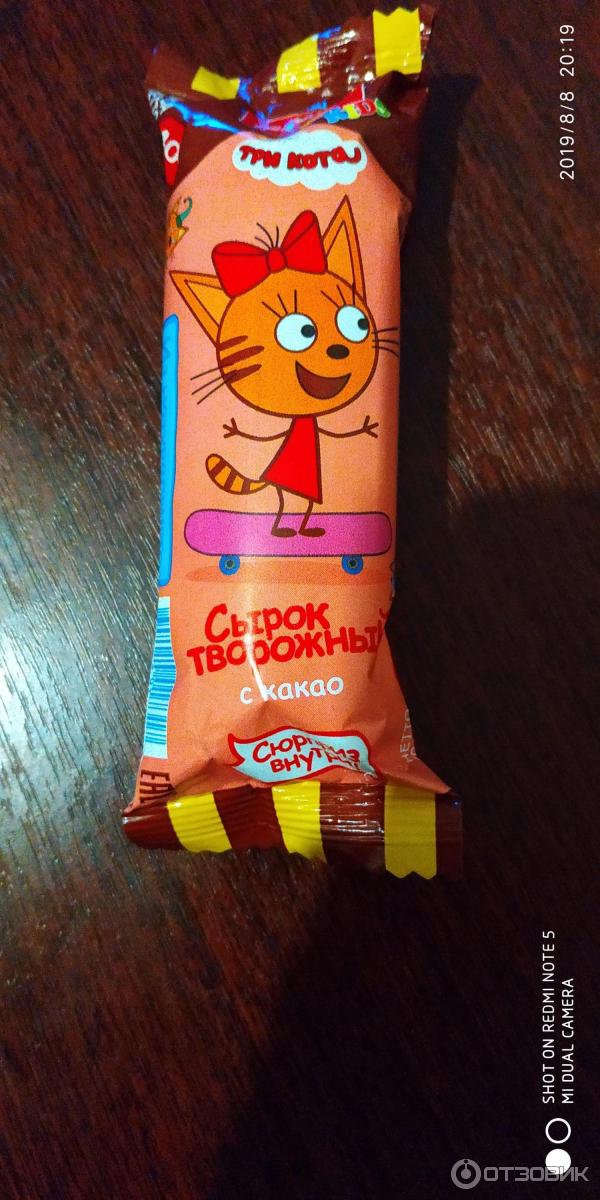 2019/8/8 20:19
ТРИ КОТА
Сырок
творожный
с какао
Сюрприз
внутри
SHOT ON REDMI NOTE 5
MI DUAL CAMERA
ОТЗОВИК